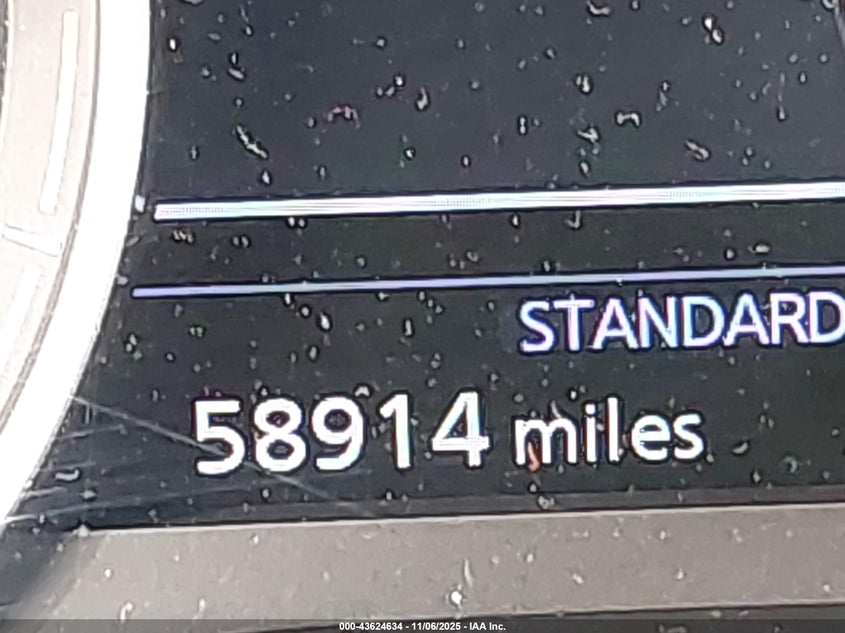 STANDARD
58914 miles
000-43624634 - 11/06/2025 - IAA Inc.